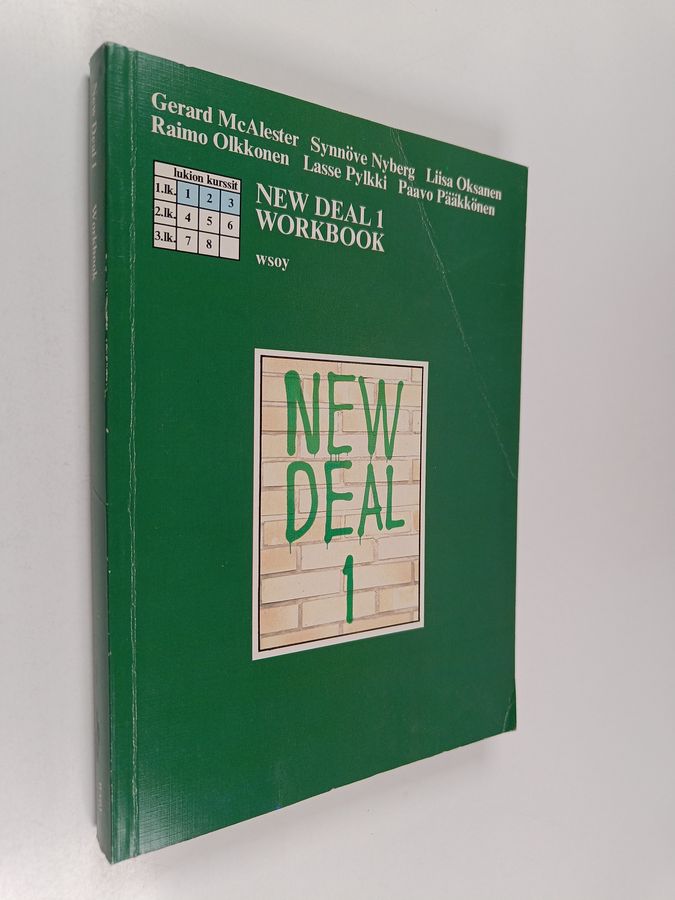 Gerard McAlester Synnöve Nyberg Liisa Oksanen
Raimo Olkkonen Lasse Pylkki Paavo Pääkkönen
lukion kurssit
1.lk. 1 2 3
2.lk. 4 5 6
3.lk. 7 8
NEW DEAL 1
WORKBOOK
wsoy
NEW
DEAL
1
New Deal 1 Workbook